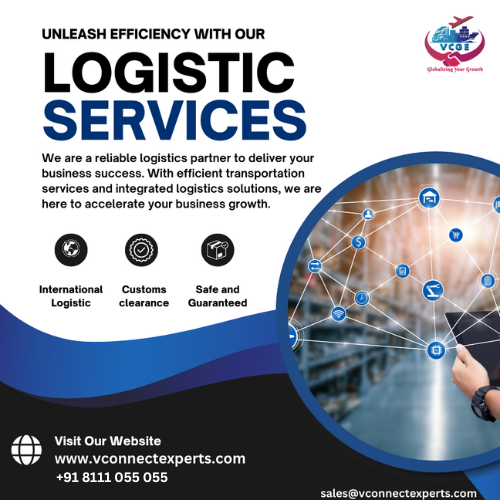 UNLEASH EFFICIENCY WITH OUR
VCGE
Globalizing Your Growth
LOGISTIC
SERVICES
We are a reliable logistics partner to deliver your
business success. With efficient transportation
services and integrated logistics solutions, we are
here to accelerate your business growth.
International
Logistic
Customs
clearance
Safe and
Guaranteed
Visit Our Website
www.vconnectexperts.com
+91 8111 055 055
sales@vconnectexperts.com